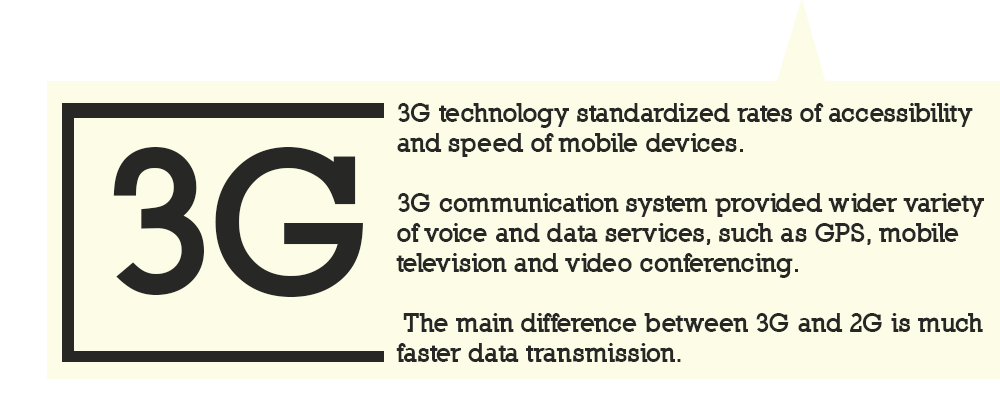 3G
3G technology standardized rates of accessibility
and speed of mobile devices.
3G communication system provided wider variety
of voice and data services, such as GPS, mobile
television and video conferencing.
The main difference between 3G and 2G is much
faster data transmission.